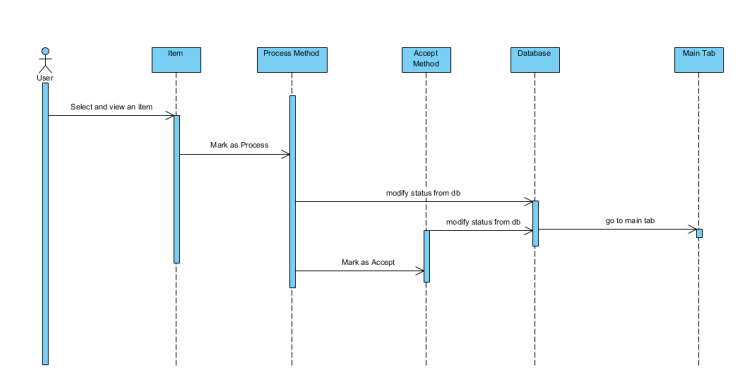 Item
Process Method
Accept
Method
Database
Main Tab
User
Select and view an item
Mark as Process
modify status from db
modify status from db
go to main tab
Mark as Accept